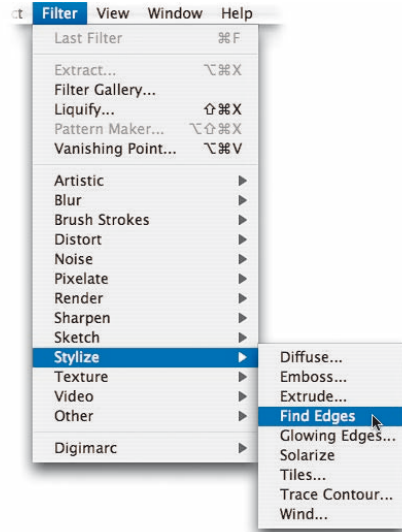 ct Filter View Window Help
Last Filter ⌘F
Extract... ⌥⌘X
Filter Gallery...
Liquify... ⇧⌘X
Pattern Maker... ⌥⇧⌘X
Vanishing Point... ⌥⌘V
Artistic
Blur
Brush Strokes
Distort
Noise
Pixelate
Render
Sharpen
Sketch
Stylize
Texture
Video
Other
Digimarc
Diffuse...
Emboss...
Extrude...
Find Edges
Glowing Edges...
Solarize
Tiles...
Trace Contour...
Wind...